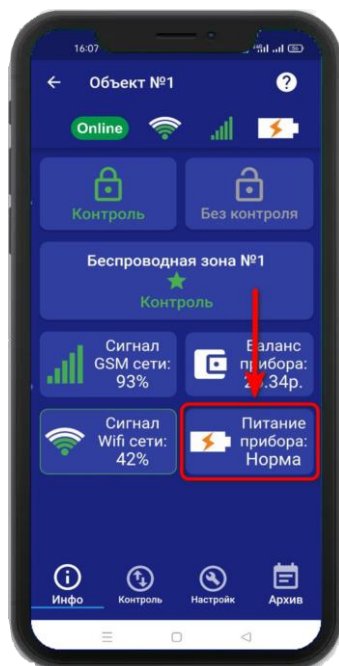 16:07
Объект №1
?
Online
Контроль
Без контроля
Беспроводная зона №1
Контроль
Сигнал
GSM сети:
93%
Баланс
прибора:
Сигнал
Wifi сети:
42%
Питание
прибора:
Норма
Инфо
Контроль
Настройк
Архив